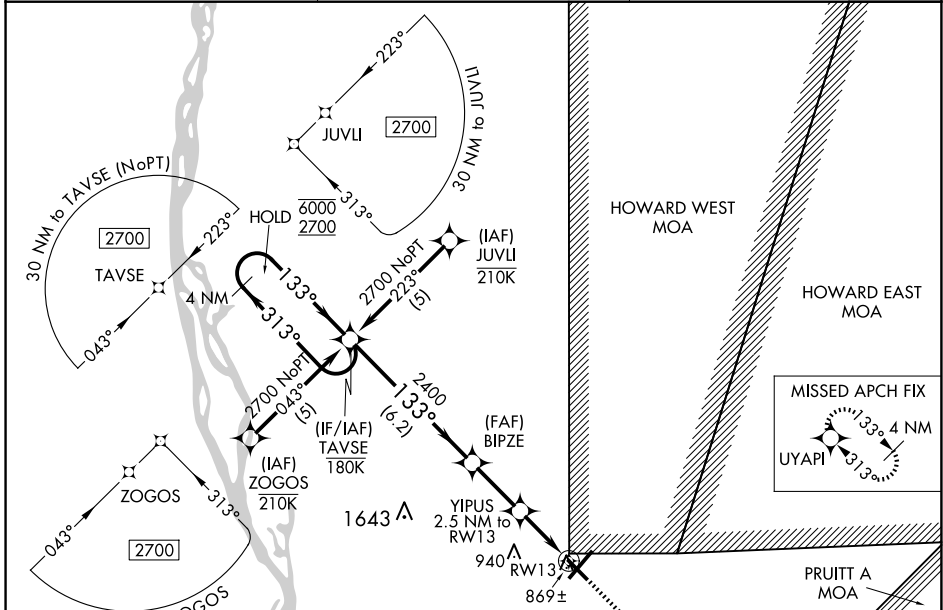 223°
JUVLI
2700
30 NM to JUVLI
313°
30 NM to TAVSE (NoPT)
2700
223°
TAVSE
043°
HOLD
6000
2700
4 NM
133°
313°
(IAF)
JUVLI
210K
2700 NoPT
223°
(5)
2700 NoPT
043°
(5)
(IF/IAF)
TAVSE
180K
2400
133°
(6.2)
(IAF)
ZOGOS
210K
(FAF)
BIPZE
ZOGOS
043°
313°
2700
OGOS
1643
YIPUS
2.5 NM to
RW13
940
RW13
869±
HOWARD WEST
MOA
HOWARD EAST
MOA
MISSED APCH FIX
133°
4 NM
UYAPI
313°
PRUITT A
MOA